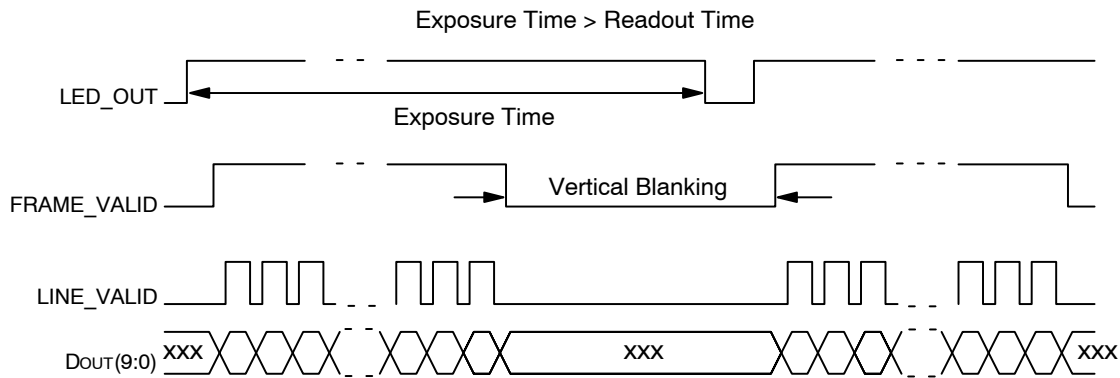 Exposure Time > Readout Time
LED_OUT
Exposure Time
FRAME_VALID
Vertical Blanking
LINE_VALID
DOUT(9:0)
XXX
XXX
XXX